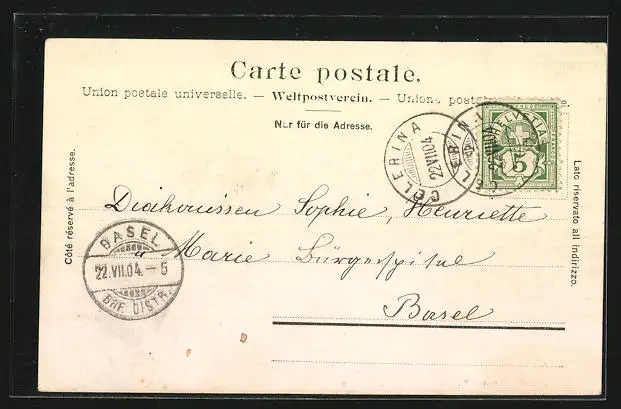 Carte postale.
Union postale universelle. — Weltpostverein. — Unione postale
Nur für die Adresse.
Côté réservé à l'adresse.
Lato riservato all indirizzo.
CELERINA
22 VII 04
CELERINA
HELVETIA
5
Diakonissen Sophie, Henriette
u Marie Bürgerspital
Basel
BASEL
22.VII.04.–5
BRF. DISTR.